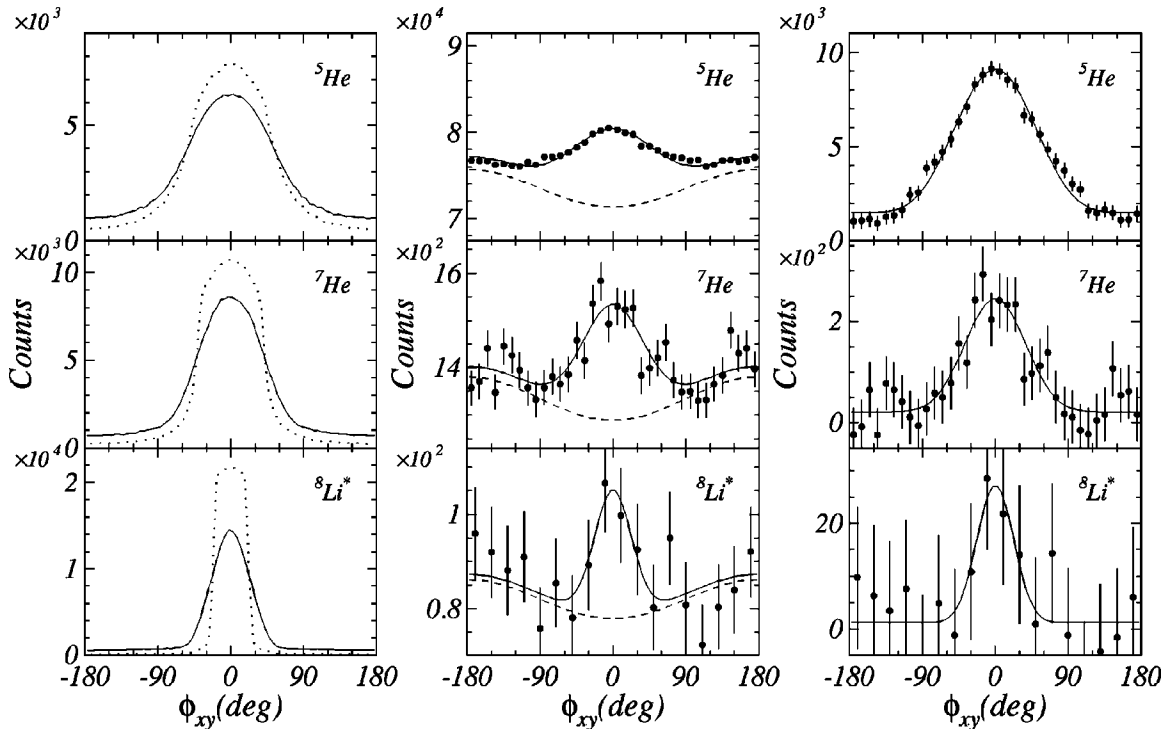 ×10³ ×10⁴ ×10³
⁵He ⁵He ⁵He
5 9 10
0 8 5
7 0
×10³ ×10² ×10²
⁷He ⁷He ⁷He
Counts Counts
10 16 2
5 14 0
0
×10⁴ ×10²
⁸Li* ⁸Li* ⁸Li*
2 1 20
1 0.8 0
0
-180 -90 0 90 180 -90 0 90 180 -180 -90 0 90 180
ϕxy(deg) ϕxy(deg) ϕxy(deg)